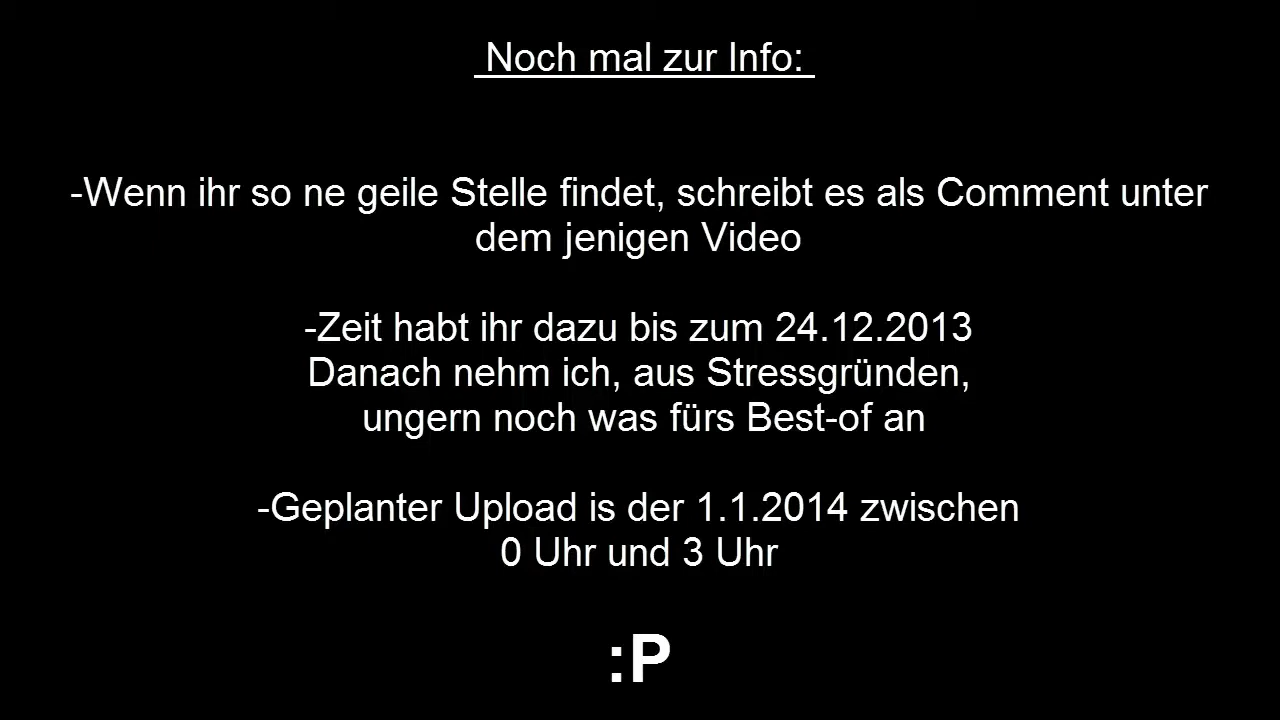 Noch mal zur Info:
-Wenn ihr so ne geile Stelle findet, schreibt es als Comment unter
dem jenigen Video
-Zeit habt ihr dazu bis zum 24.12.2013
Danach nehm ich, aus Stressgründen,
ungern noch was fürs Best-of an
-Geplanter Upload is der 1.1.2014 zwischen
0 Uhr und 3 Uhr
:P